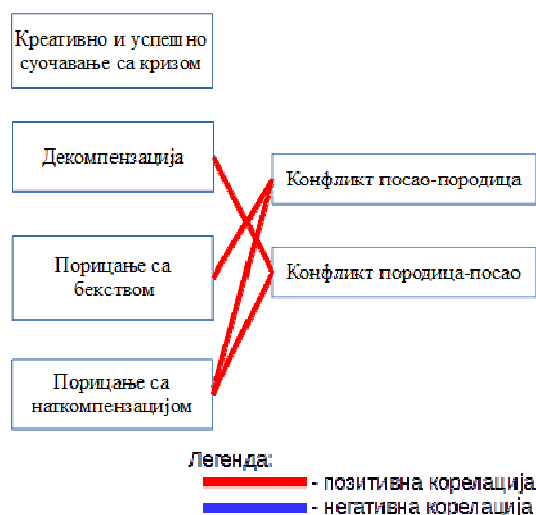 Креативно и успешно
суочавање са кризом
Декомпензација
Конфликт посао-породица
Порицање са
бекством
Конфликт породица-посао
Порицање са
наткомпензацијом
Легенда:
- позитивна корелација
- негативна корелација